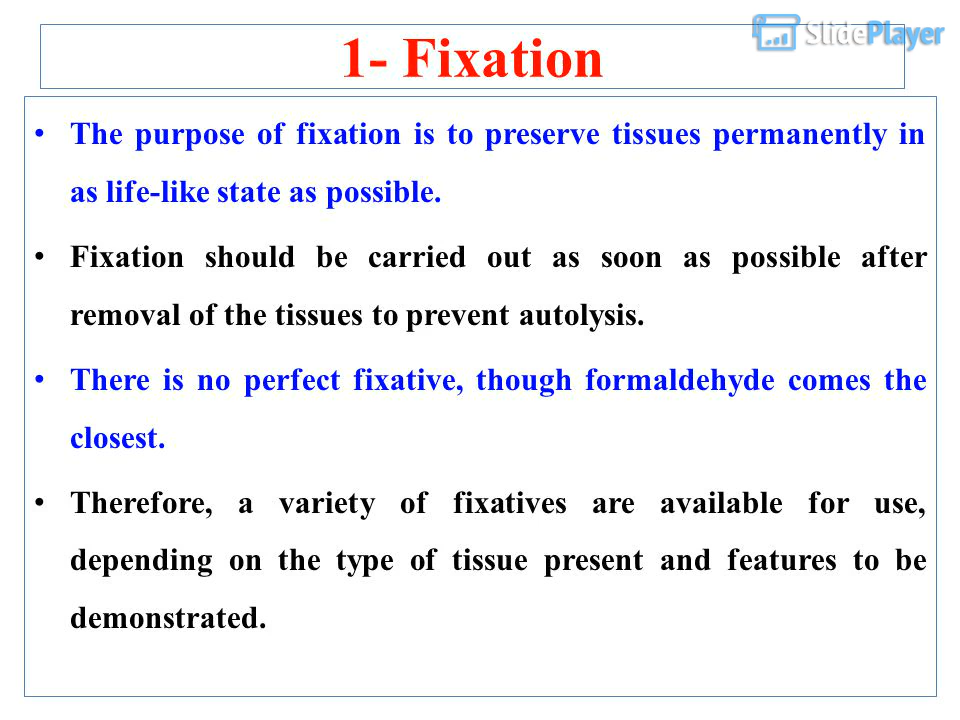 SlidePlayer
1- Fixation
• The purpose of fixation is to preserve tissues permanently in
as life-like state as possible.
• Fixation should be carried out as soon as possible after
removal of the tissues to prevent autolysis.
• There is no perfect fixative, though formaldehyde comes the
closest.
• Therefore, a variety of fixatives are available for use,
depending on the type of tissue present and features to be
demonstrated.